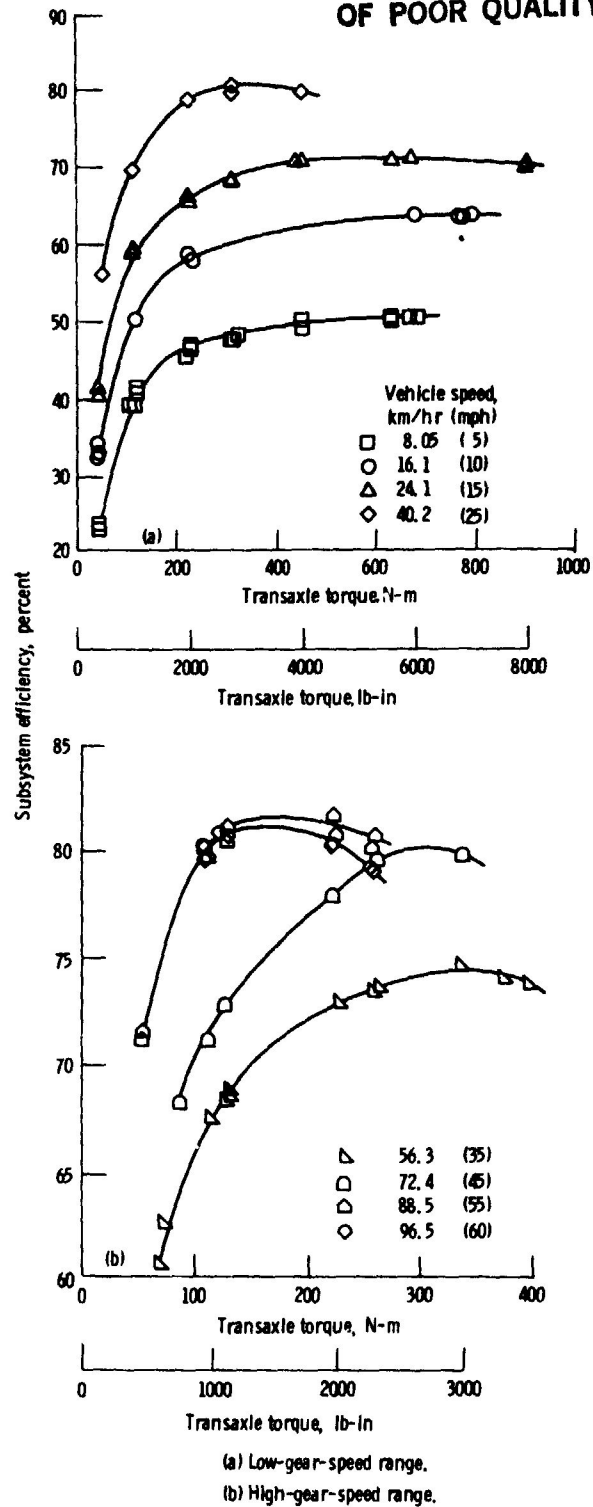 OF POOR QUALITY
90
80
70
60
50
40
30
20
(a)
Vehicle speed,
km/hr (mph)
8.05 (5)
16.1 (10)
24.1 (15)
40.2 (25)
0 200 400 600 800 1000
Transaxle torque, N-m
0 2000 4000 6000 8000
Transaxle torque, lb-in
Subsystem efficiency, percent
85
80
75
70
65
60
(b)
56.3 (35)
72.4 (45)
88.5 (55)
96.5 (60)
0 100 200 300 400
Transaxle torque, N-m
0 1000 2000 3000
Transaxle torque, lb-in
(a) Low-gear-speed range.
(b) High-gear-speed range.